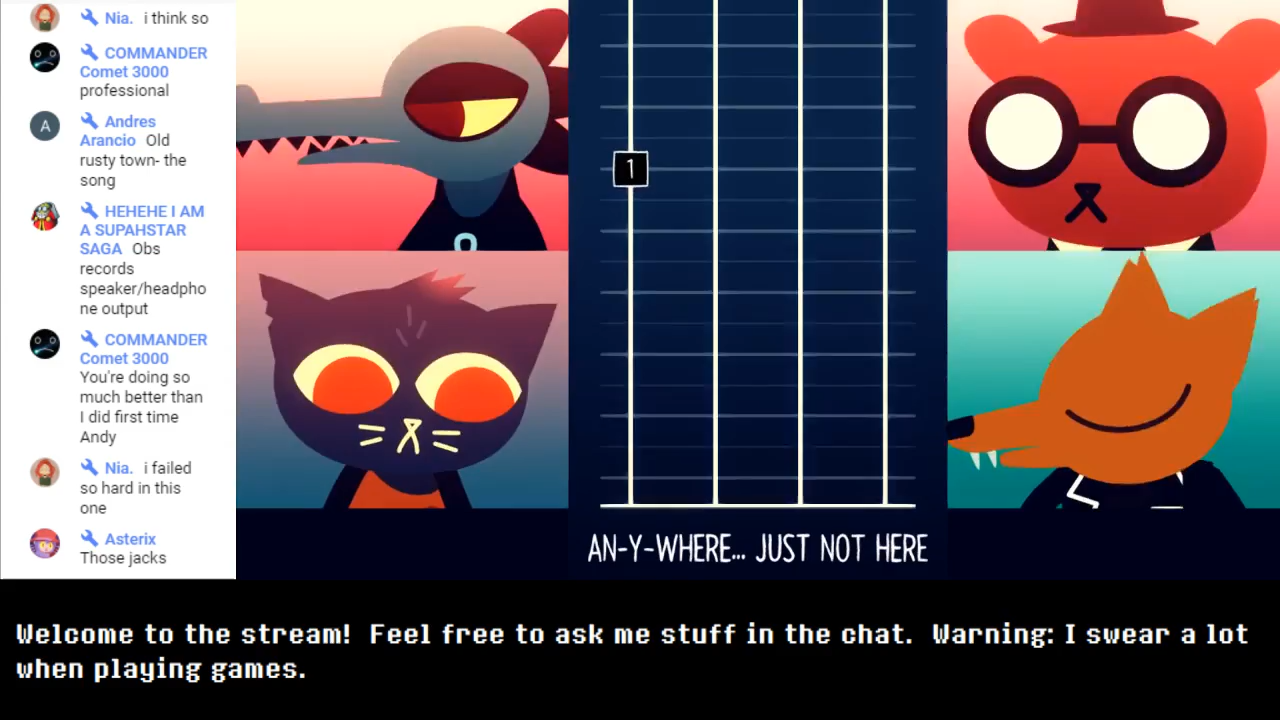 Nia. i think so
COMMANDER
Comet 3000
professional
A
Andres
Arancio Old
rusty town- the
song
HEHEHE I AM
A SUPAHSTAR
SAGA Obs
records
speaker/headpho
ne output
COMMANDER
Comet 3000
You're doing so
much better than
I did first time
Andy
Nia. i failed
so hard in this
one
Asterix
Those jacks
1
AN-Y-WHERE... JUST NOT HERE
Welcome to the stream! Feel free to ask me stuff in the chat. Warning: I swear a lot
when playing games.